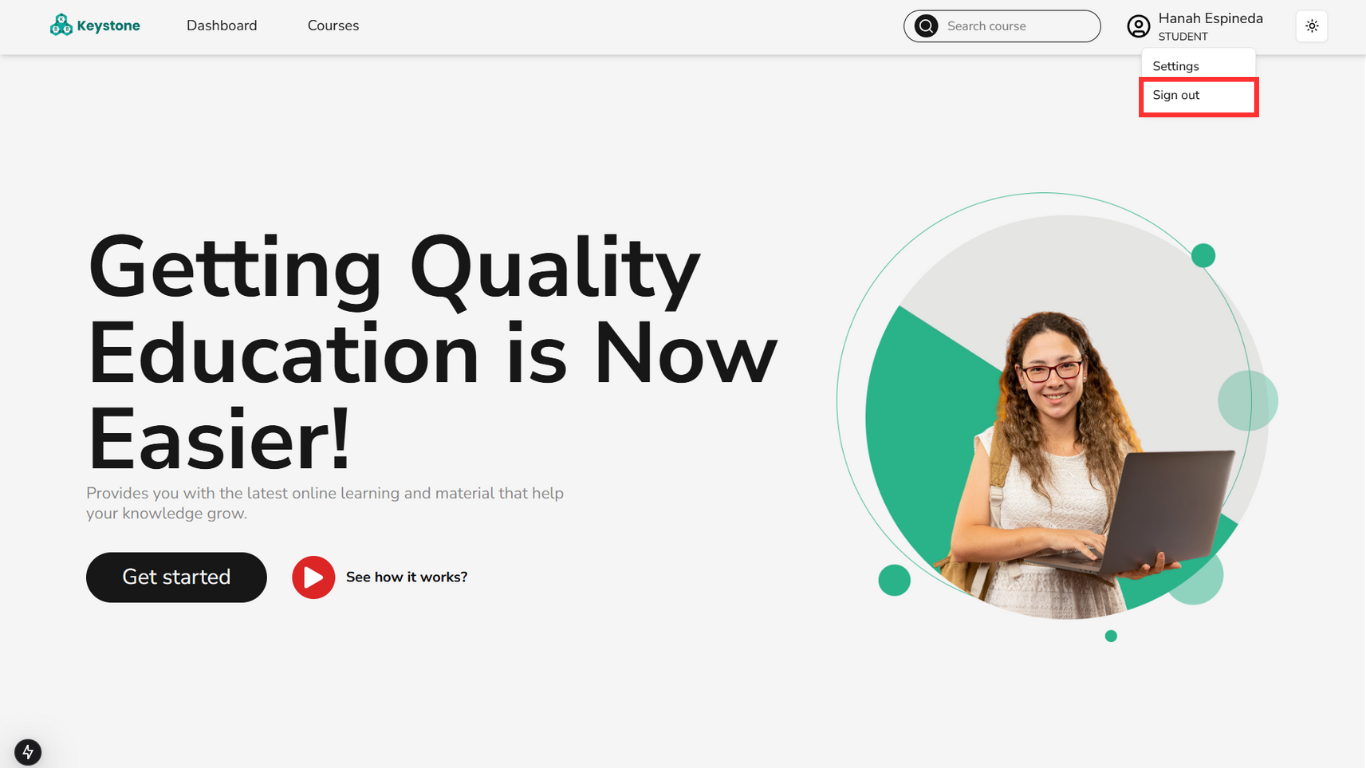 Keystone
Dashboard
Courses
Search course
Hanah Espineda
STUDENT
Settings
Sign out
Getting Quality
Education is Now
Easier!
Provides you with the latest online learning and material that help
your knowledge grow.
Get started
See how it works?